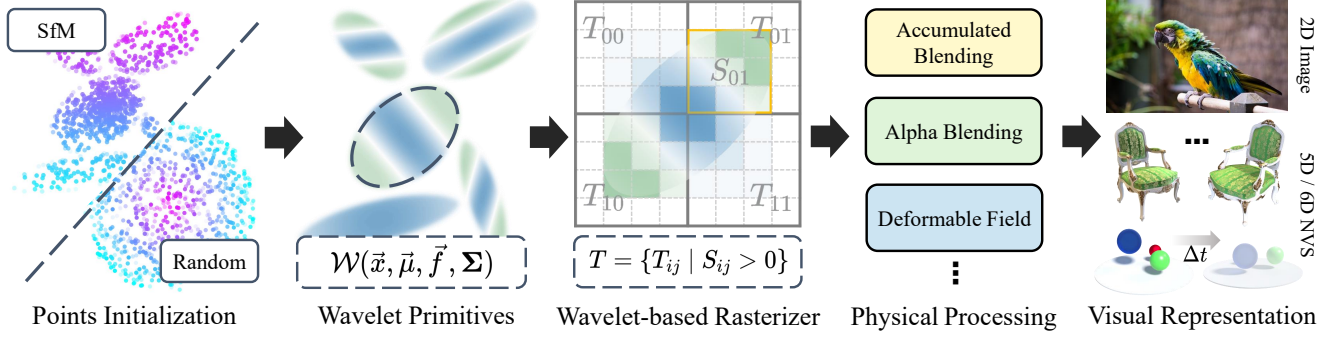 SfM
Random
Points Initialization
𝒲(x⃗, μ⃗, f⃗, Σ)
Wavelet Primitives
T₀₀
T₀₁
S₀₁
T₁₀
T₁₁
T = {Tᵢⱼ | Sᵢⱼ > 0}
Wavelet-based Rasterizer
Accumulated
Blending
Alpha Blending
Deformable Field
⋮
Physical Processing
2D Image
...
5D / 6D NVS
Δt
Visual Representation